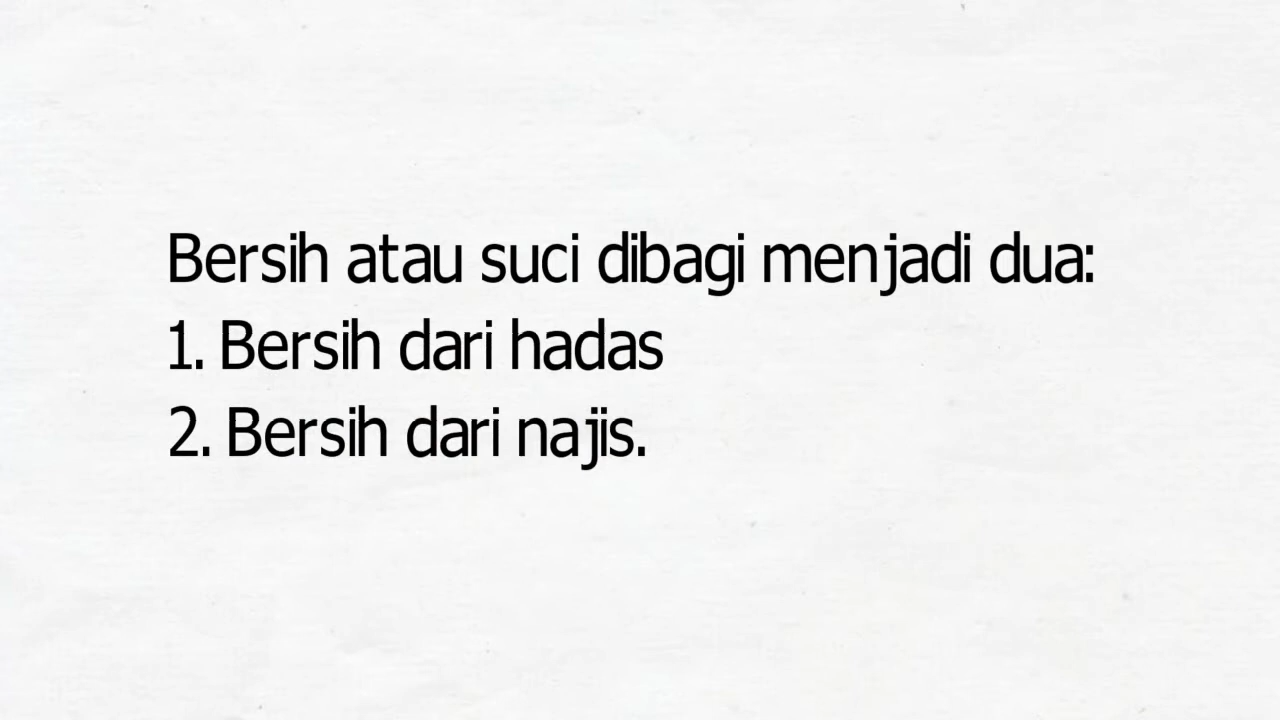 Bersih atau suci dibagi menjadi dua:
1. Bersih dari hadas
2. Bersih dari najis.